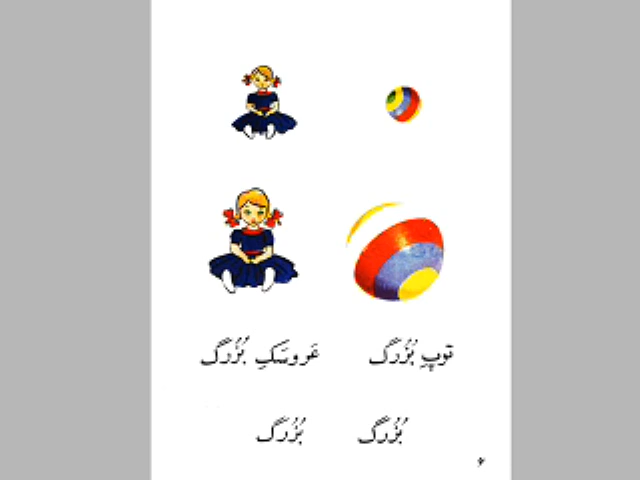 توپِ بُزُرگ عَروسَکِ بُزُرگ
بُزُرگ بُزُرگ
۶